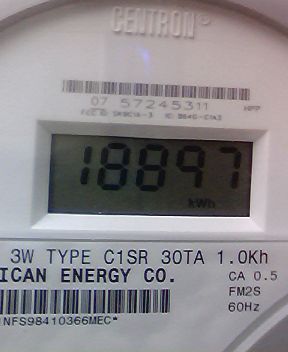 CENTRON®
07 57245311
HPP
18897
kWh
3W TYPE C1SR 30TA 1.0Kh
ICAN ENERGY CO.
CA 0.5
FM2S
60Hz
NFS98410366MEC*